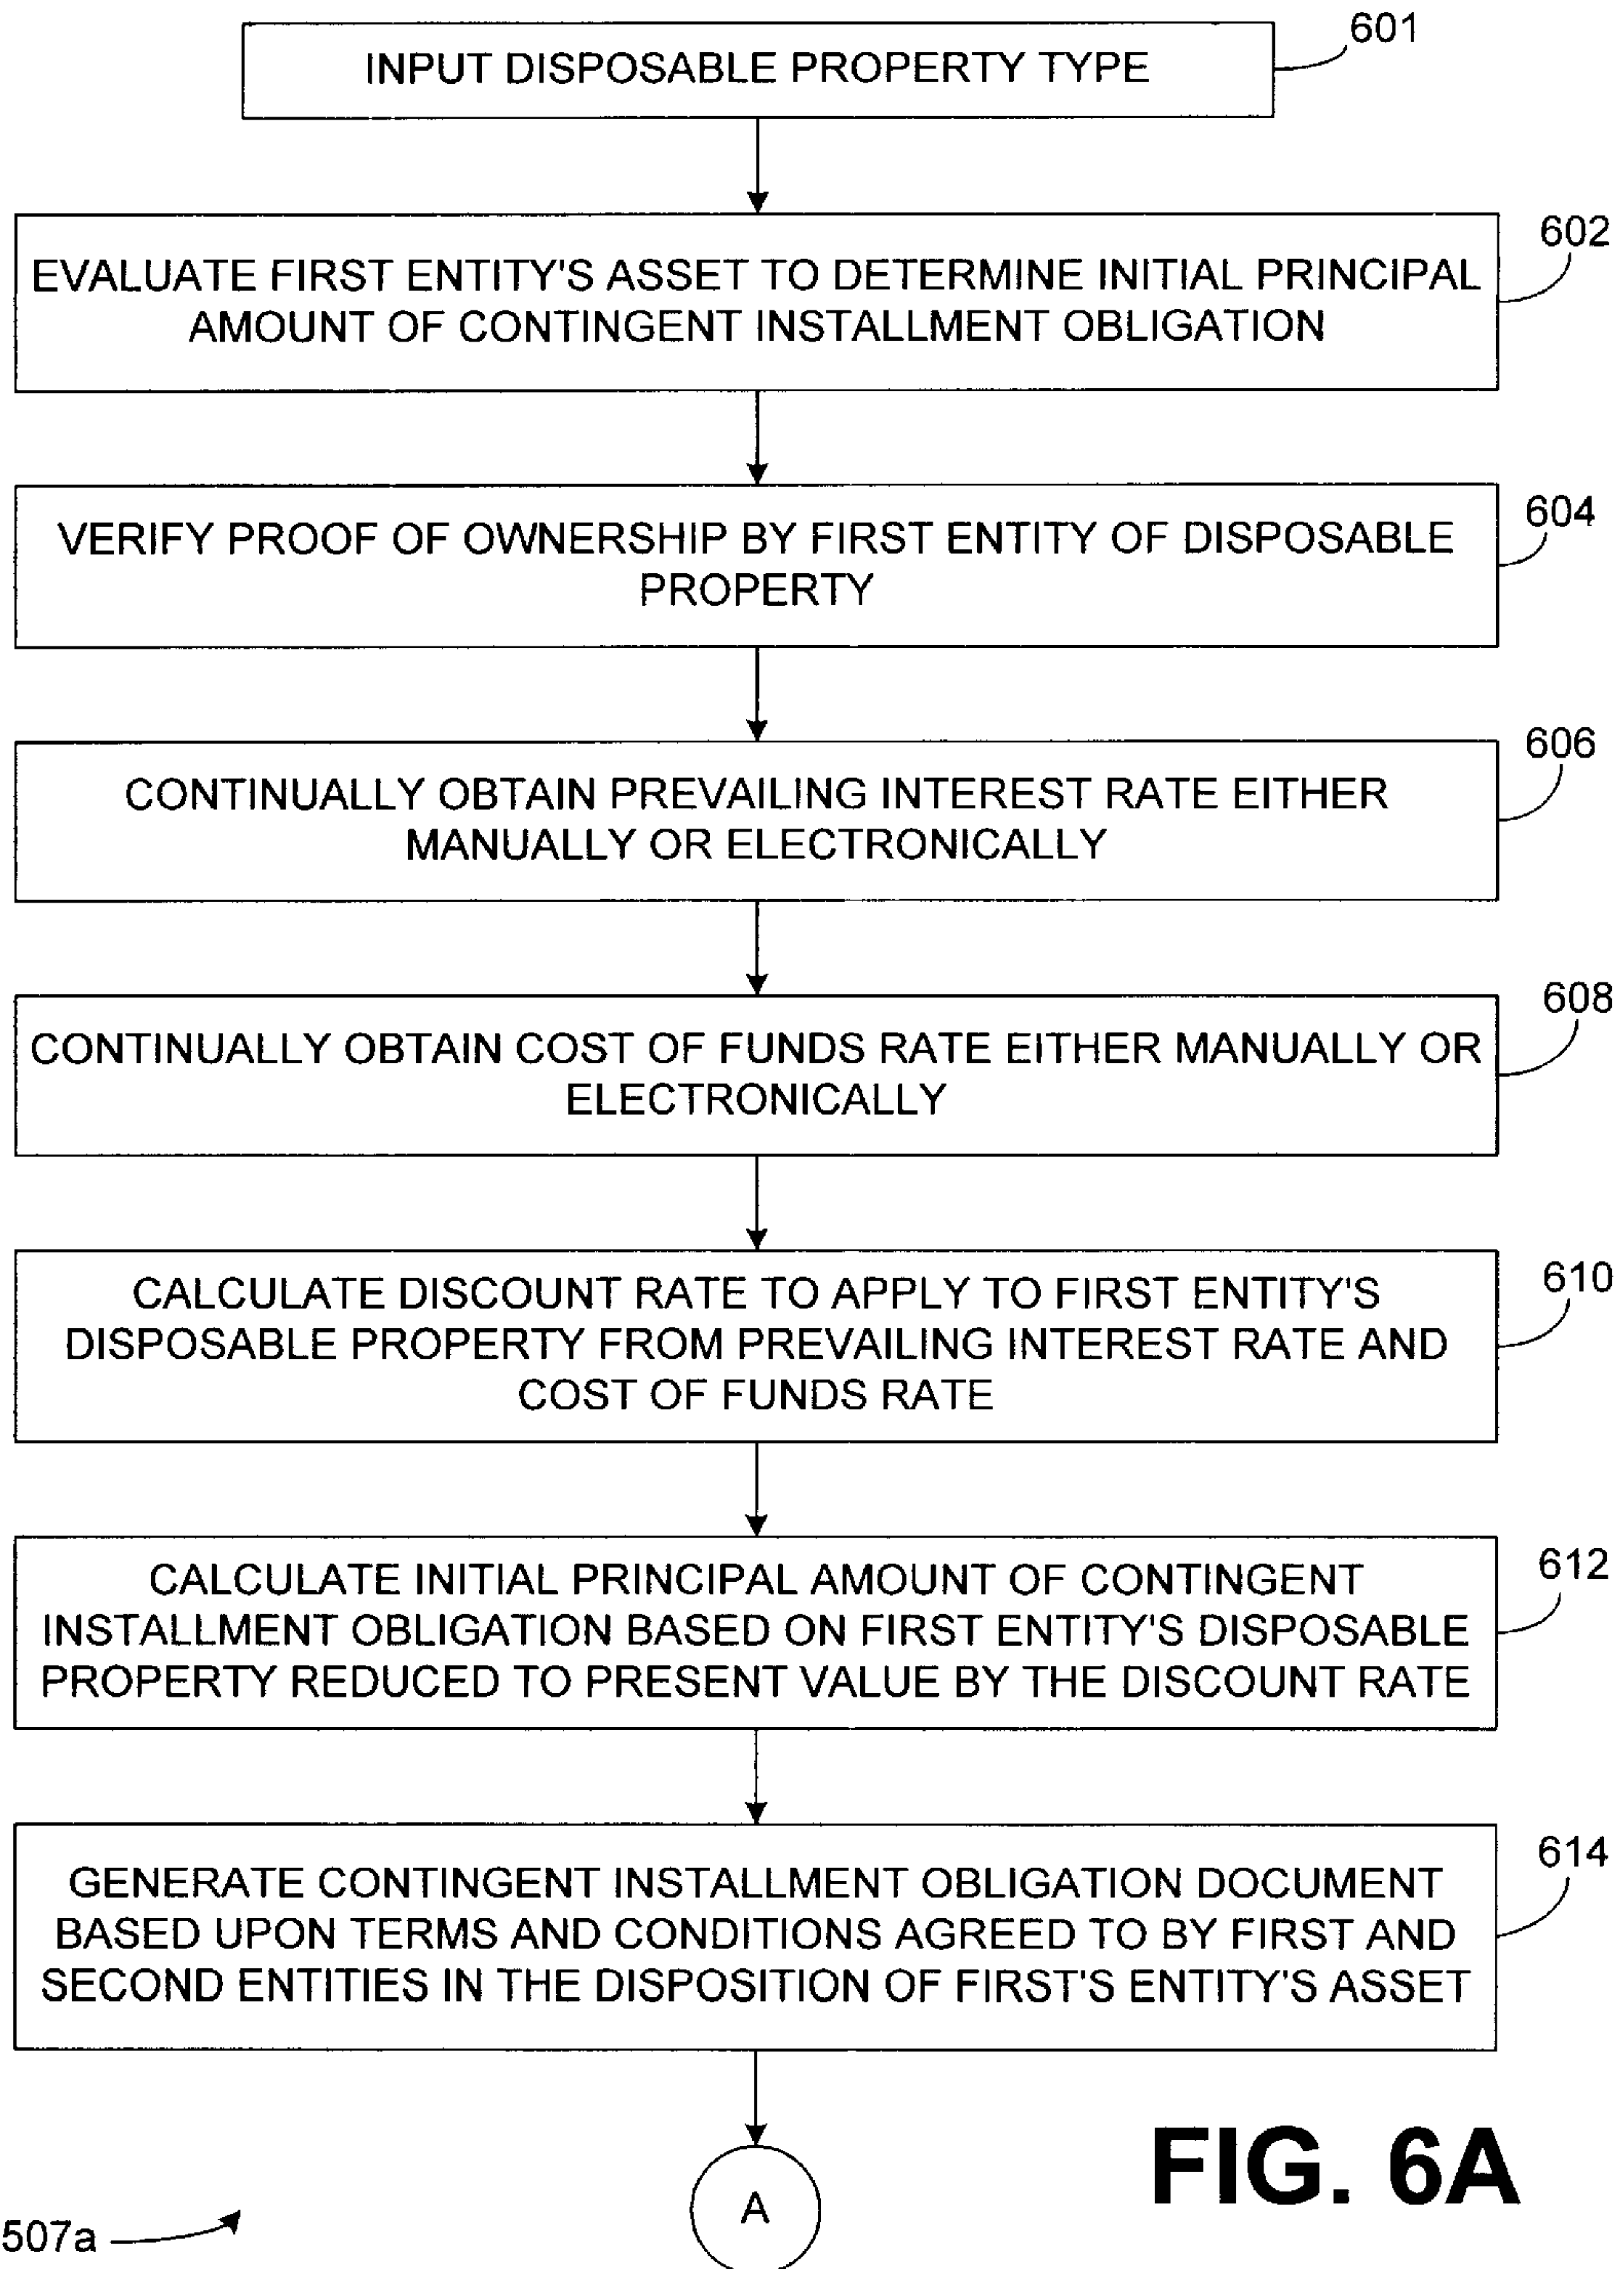 601
INPUT DISPOSABLE PROPERTY TYPE
602
EVALUATE FIRST ENTITY'S ASSET TO DETERMINE INITIAL PRINCIPAL
AMOUNT OF CONTINGENT INSTALLMENT OBLIGATION
604
VERIFY PROOF OF OWNERSHIP BY FIRST ENTITY OF DISPOSABLE
PROPERTY
606
CONTINUALLY OBTAIN PREVAILING INTEREST RATE EITHER
MANUALLY OR ELECTRONICALLY
608
CONTINUALLY OBTAIN COST OF FUNDS RATE EITHER MANUALLY OR
ELECTRONICALLY
610
CALCULATE DISCOUNT RATE TO APPLY TO FIRST ENTITY'S
DISPOSABLE PROPERTY FROM PREVAILING INTEREST RATE AND
COST OF FUNDS RATE
612
CALCULATE INITIAL PRINCIPAL AMOUNT OF CONTINGENT
INSTALLMENT OBLIGATION BASED ON FIRST ENTITY'S DISPOSABLE
PROPERTY REDUCED TO PRESENT VALUE BY THE DISCOUNT RATE
614
GENERATE CONTINGENT INSTALLMENT OBLIGATION DOCUMENT
BASED UPON TERMS AND CONDITIONS AGREED TO BY FIRST AND
SECOND ENTITIES IN THE DISPOSITION OF FIRST'S ENTITY'S ASSET
FIG. 6A
A
507a